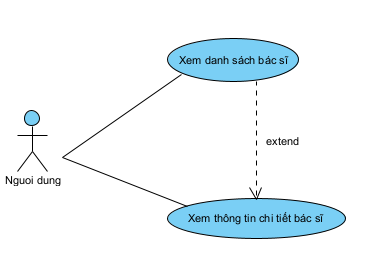 Xem danh sách bác sĩ
extend
Nguoi dung
Xem thông tin chi tiết bác sĩ